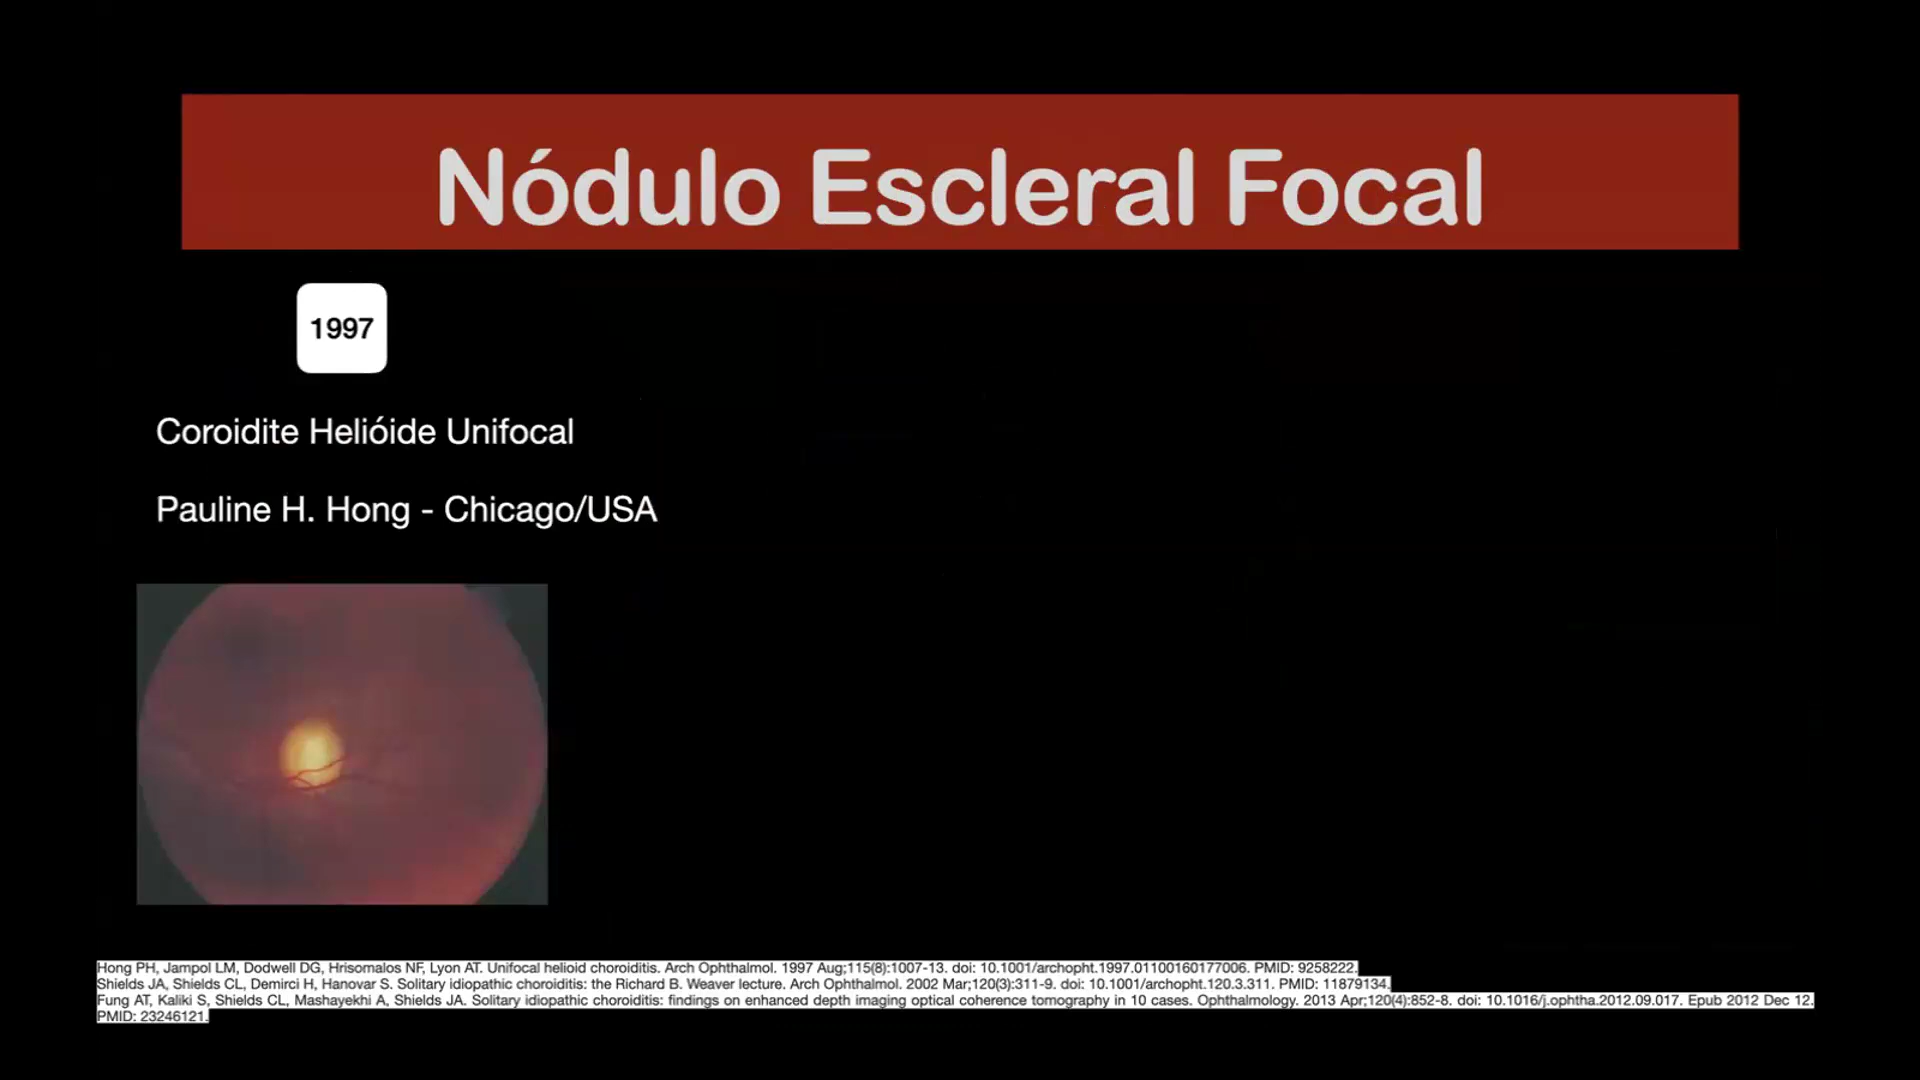 Nódulo Escleral Focal
1997
Coroidite Helióide Unifocal
Pauline H. Hong - Chicago/USA
Hong PH, Jampol LM, Dodwell DG, Hrisomalos NF, Lyon AT. Unifocal helioid choroiditis. Arch Ophthalmol. 1997 Aug;115(8):1007-13. doi: 10.1001/archopht.1997.01100160177006. PMID: 9258222.
Shields JA, Shields CL, Demirci H, Hanovar S. Solitary idiopathic choroiditis: the Richard B. Weaver lecture. Arch Ophthalmol. 2002 Mar;120(3):311-9. doi: 10.1001/archopht.120.3.311. PMID: 11879134.
Fung AT, Kaliki S, Shields CL, Mashayekhi A, Shields JA. Solitary idiopathic choroiditis: findings on enhanced depth imaging optical coherence tomography in 10 cases. Ophthalmology. 2013 Apr;120(4):852-8. doi: 10.1016/j.ophtha.2012.09.017. Epub 2012 Dec 12.
PMID: 23246121.